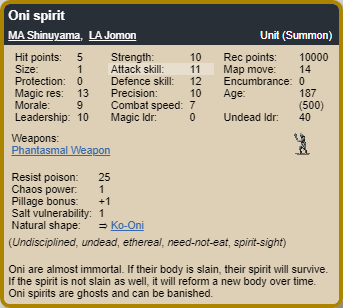 Oni spirit
MA Shinuyama, LA Jomon Unit (Summon)
Hit points: 5 Strength: 10 Rec points: 10000
Size: 1 Attack skill: 11 Map move: 14
Protection: 0 Defence skill: 12 Encumbrance: 0
Magic res: 13 Precision: 10 Age: 187
Morale: 9 Combat speed: 7 (500)
Leadership: 10 Magic ldr: 0 Undead ldr: 40
Weapons:
Phantasmal Weapon
Resist poison: 25
Chaos power: 1
Pillage bonus: +1
Salt vulnerability: 1
Natural shape: ⇒ Ko-Oni
(Undisciplined, undead, ethereal, need-not-eat, spirit-sight)
Oni are almost immortal. If their body is slain, their spirit will survive.
If the spirit is not slain as well, it will reform a new body over time.
Oni spirits are ghosts and can be banished.